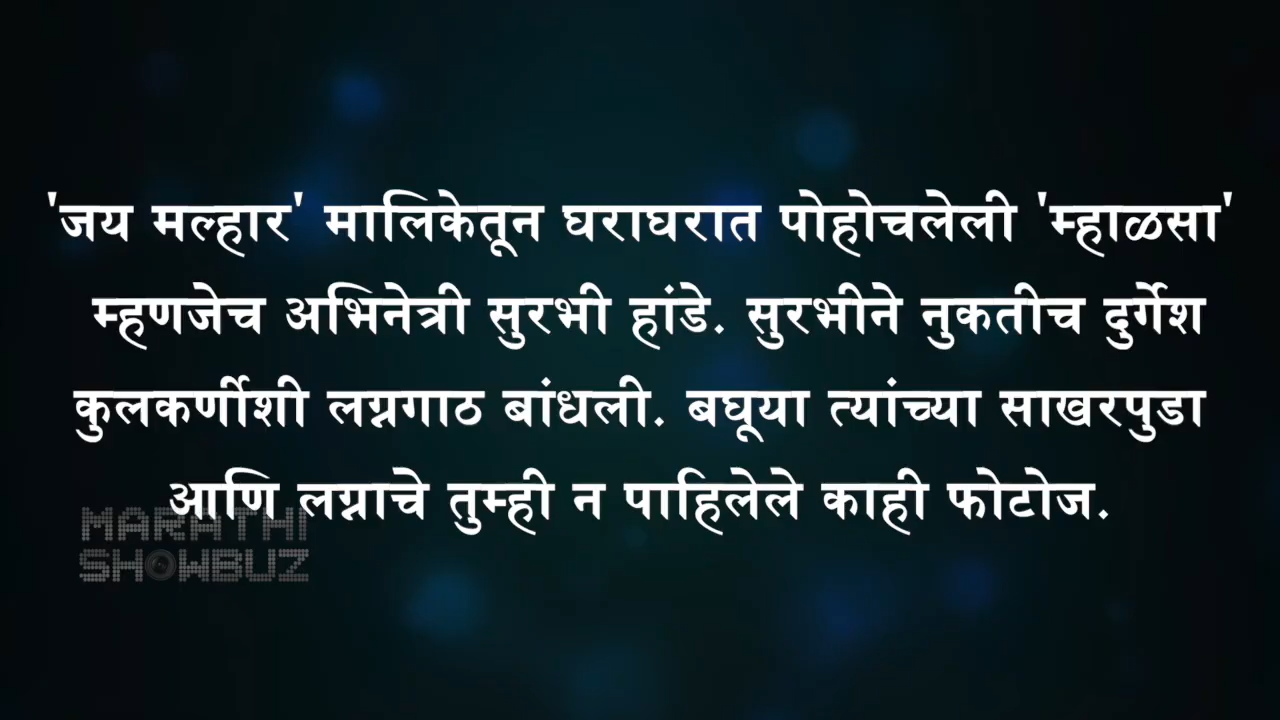 'जय मल्हार' मालिकेतून घराघरात पोहोचलेली 'म्हाळसा'
म्हणजेच अभिनेत्री सुरभी हांडे. सुरभीने नुकतीच दुर्गेश
कुलकर्णीशी लग्नगाठ बांधली. बघूया त्यांच्या साखरपुडा
आणि लग्नाचे तुम्ही न पाहिलेले काही फोटोज.
MARATHI
SHOWBUZ